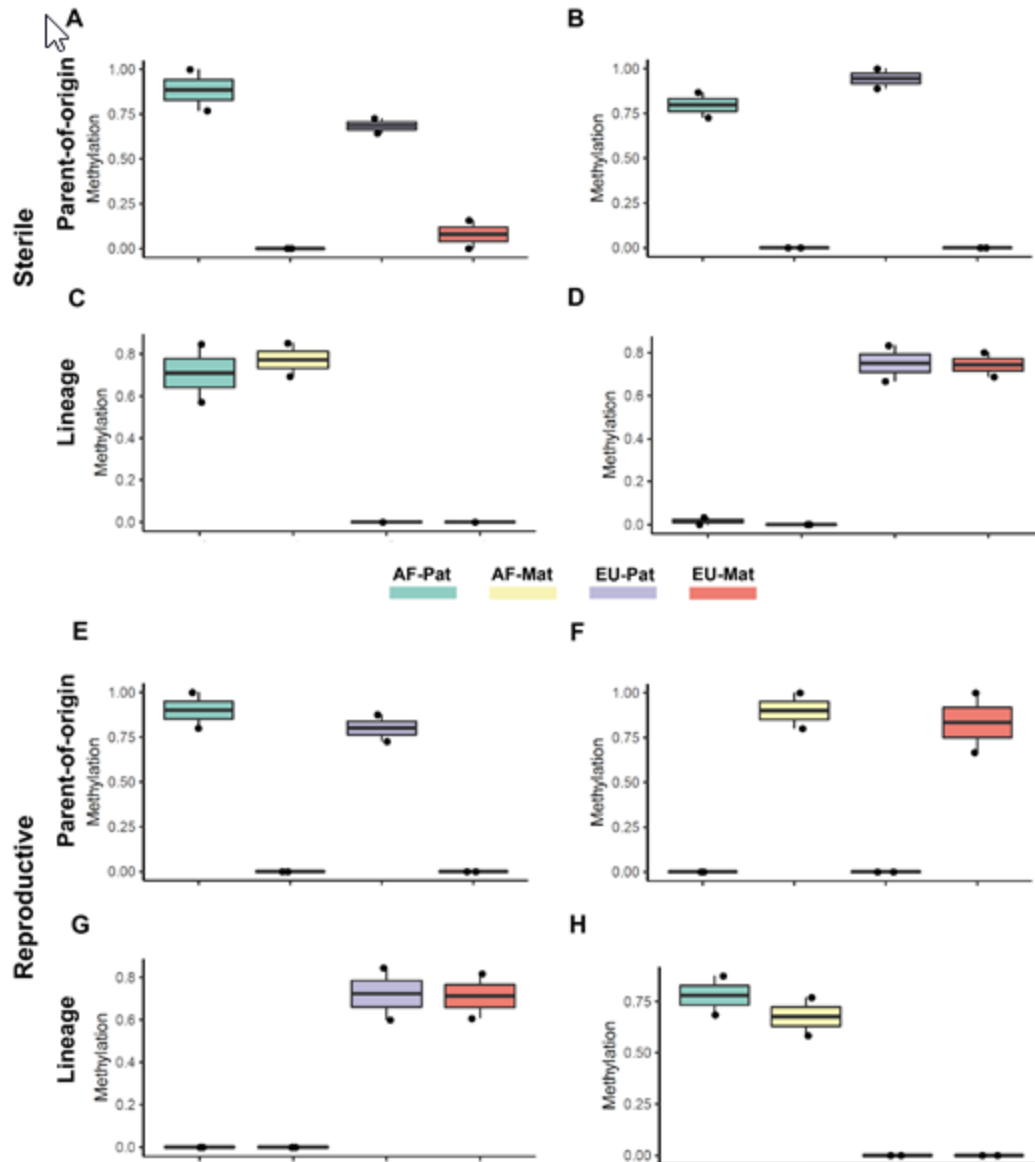 A
B
Sterile
Parent-of-origin
Methylation
1.00
0.75
0.50
0.25
0.00
Methylation
1.00
0.75
0.50
0.25
0.00
C
D
Lineage
Methylation
0.8
0.6
0.4
0.2
0.0
Methylation
0.8
0.6
0.4
0.2
0.0
AF-Pat AF-Mat EU-Pat EU-Mat
E
F
Reproductive
Parent-of-origin
Methylation
1.00
0.75
0.50
0.25
0.00
Methylation
1.00
0.75
0.50
0.25
0.00
G
H
Lineage
Methylation
0.8
0.6
0.4
0.2
0.0
Methylation
0.75
0.50
0.25
0.00